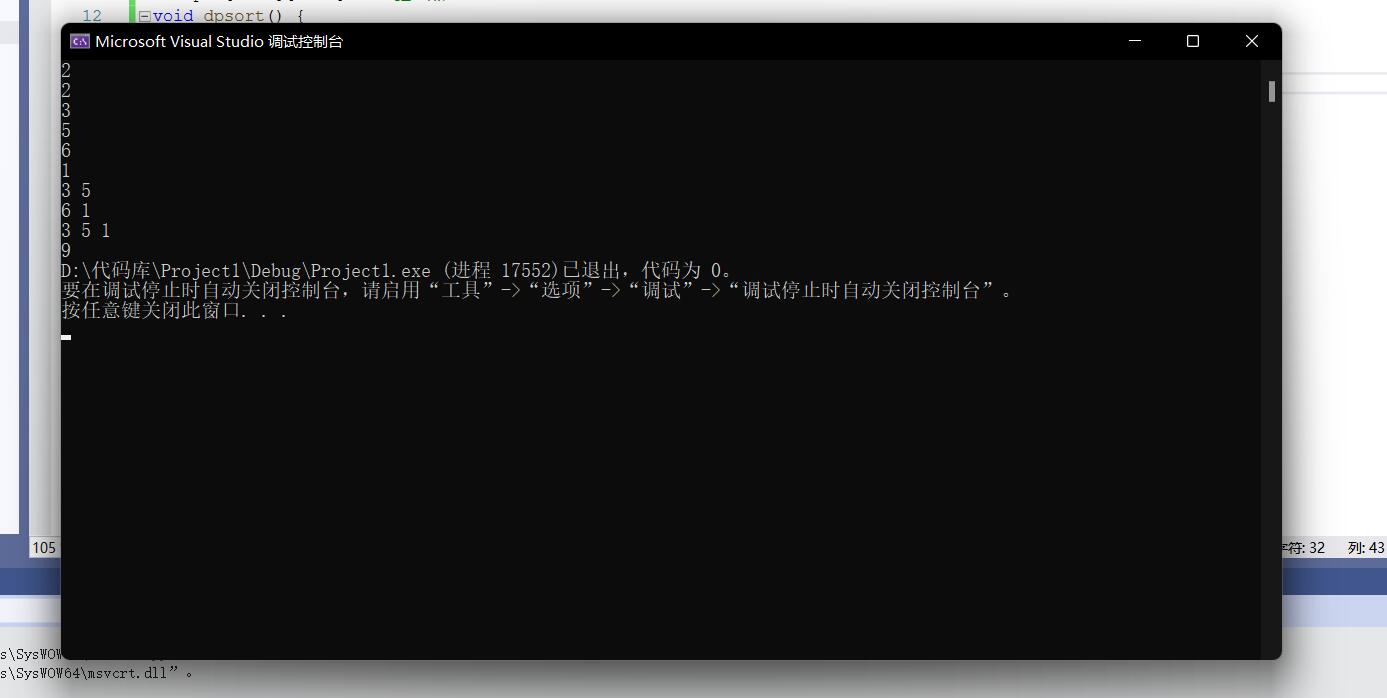 12 void dpsort() {
Microsoft Visual Studio 调试控制台
2
2
3
5
6
1
3 5
6 1
3 5 1
9
D:\代码库\Project1\Debug\Project1.exe (进程 17552)已退出，代码为 0。
要在调试停止时自动关闭控制台，请启用“工具”->“选项”->“调试”->“调试停止时自动关闭控制台”。
按任意键关闭此窗口. . .
105
字符: 32 列: 43
s\SysWOW
s\SysWOW64\msvcrt.dll”。